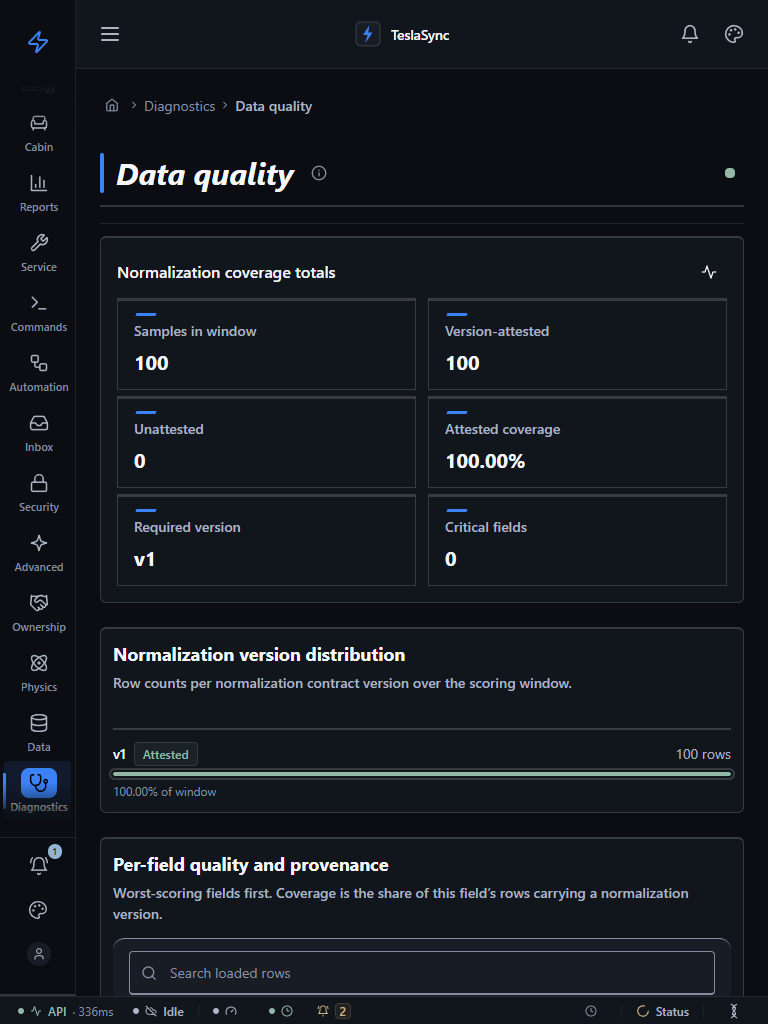 TeslaSync
Cabin
Reports
Service
Commands
Automation
Inbox
Security
Advanced
Ownership
Physics
Data
Diagnostics
1
Diagnostics
Data quality
Data quality
Normalization coverage totals
Samples in window
100
Version-attested
100
Unattested
0
Attested coverage
100.00%
Required version
v1
Critical fields
0
Normalization version distribution
Row counts per normalization contract version over the scoring window.
v1 Attested 100 rows
100.00% of window
Per-field quality and provenance
Worst-scoring fields first. Coverage is the share of this field's rows carrying a normalization
version.
Search loaded rows
API · 336ms Idle 2 Status